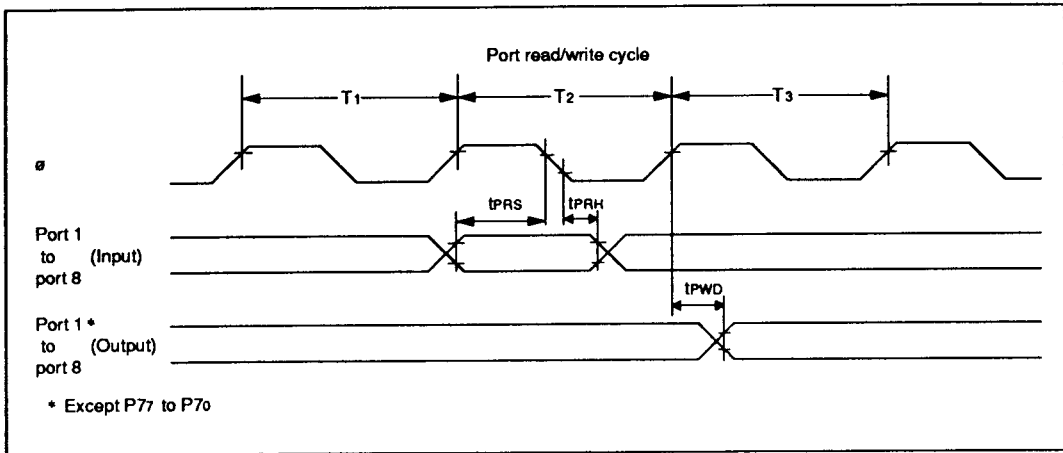 Port read/write cycle
T1 T2 T3
ø
tPRS tPRH
Port 1
to (Input)
port 8
tPWD
Port 1 *
to (Output)
port 8
* Except P77 to P70